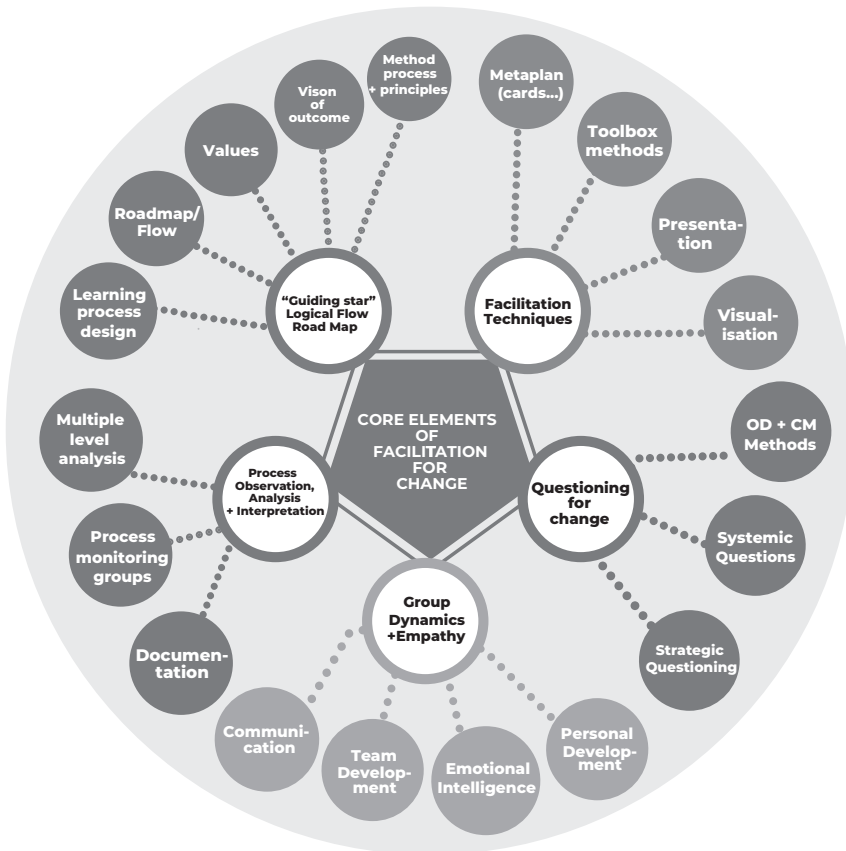 Method
process
+ principles
Vison
of
outcome
Values
Roadmap/
Flow
Learning
process
design
Metaplan
(cards...)
Toolbox
methods
Presenta-
tion
Visual-
isation
“Guiding star”
Logical Flow
Road Map
Facilitation
Techniques
CORE ELEMENTS
OF
FACILITATION
FOR
CHANGE
Multiple
level
analysis
Process
monitoring
groups
Documen-
tation
Process
Observation,
Analysis
+ Interpretation
Questioning
for
change
OD + CM
Methods
Systemic
Questions
Strategic
Questioning
Group
Dynamics
+Empathy
Communi-
cation
Team
Develop-
ment
Emotional
Intelligence
Personal
Develop-
ment